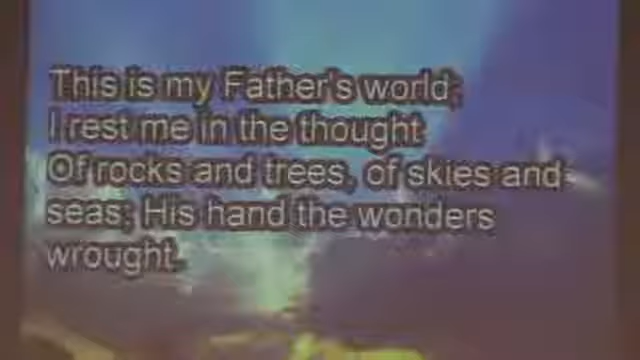 This is my Father's world;
I rest me in the thought
Of rocks and trees, of skies and
seas; His hand the wonders
wrought.